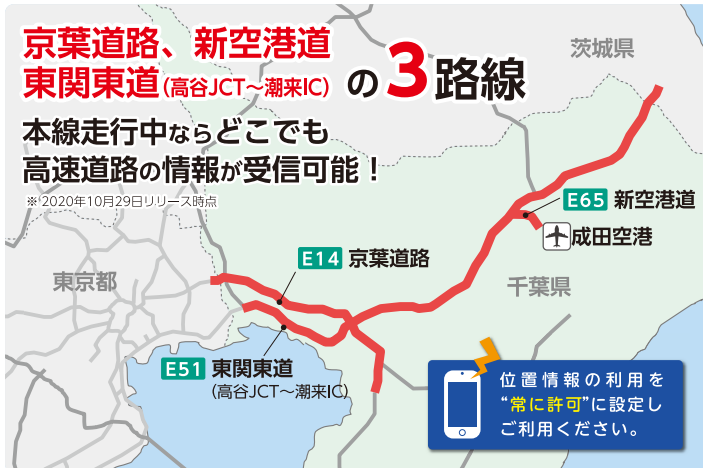 京葉道路、新空港道
東関東道(高谷JCT～潮来IC)の3路線
本線走行中ならどこでも
高速道路の情報が受信可能！
※2020年10月29日リリース時点
茨城県
E65 新空港道
成田空港
E14 京葉道路
東京都
千葉県
E51 東関東道
(高谷JCT～潮来IC)
位置情報の利用を
“常に許可”に設定し
ご利用ください。